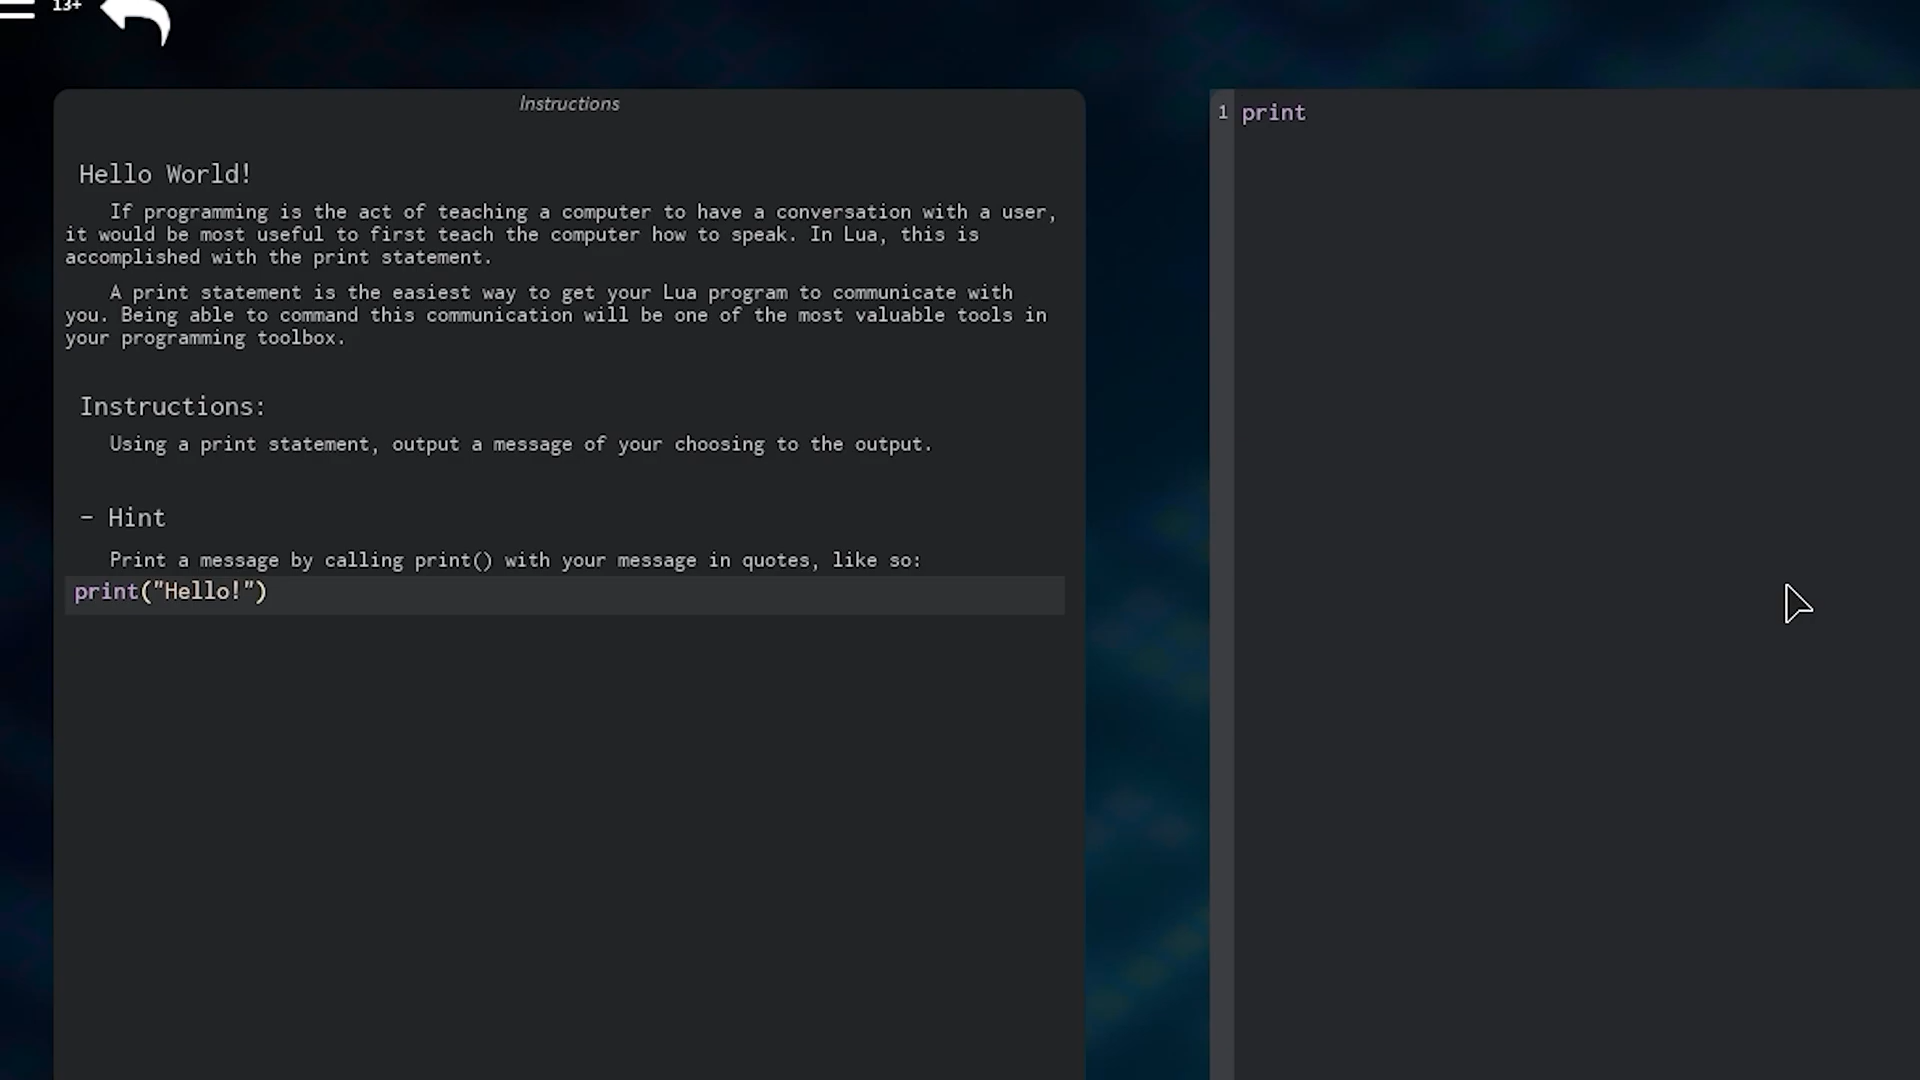 13+
Instructions
Hello World!
If programming is the act of teaching a computer to have a conversation with a user,
it would be most useful to first teach the computer how to speak. In Lua, this is
accomplished with the print statement.
A print statement is the easiest way to get your Lua program to communicate with
you. Being able to command this communication will be one of the most valuable tools in
your programming toolbox.
Instructions:
Using a print statement, output a message of your choosing to the output.
- Hint
Print a message by calling print() with your message in quotes, like so:
print("Hello!")
1 print